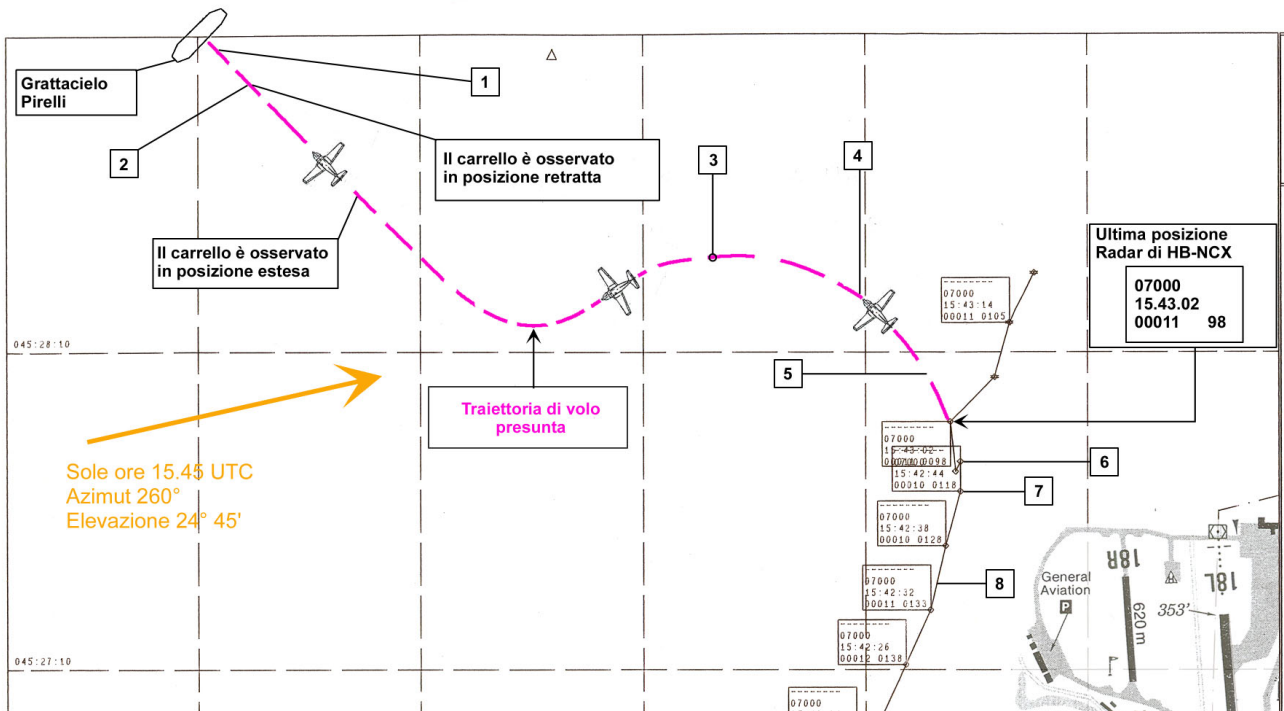 Grattacielo
Pirelli
1
2
Il carrello è osservato
in posizione retratta
Il carrello è osservato
in posizione estesa
3
4
Ultima posizione
Radar di HB-NCX
07000
15.43.02
00011 98
07000
15:43:14
00011 0105
045:28:10
5
Traiettoria di volo
presunta
Sole ore 15.45 UTC
Azimut 260°
Elevazione 24° 45'
07000
15:43:02
0098
15:42:44
00010 0118
6
7
07000
15:42:38
00010 0128
8
07000
15:42:32
00011 0133
07000
15:42:26
00012 0138
045:27:10
07000
General
Aviation
P
18R
18L
620 m
353'